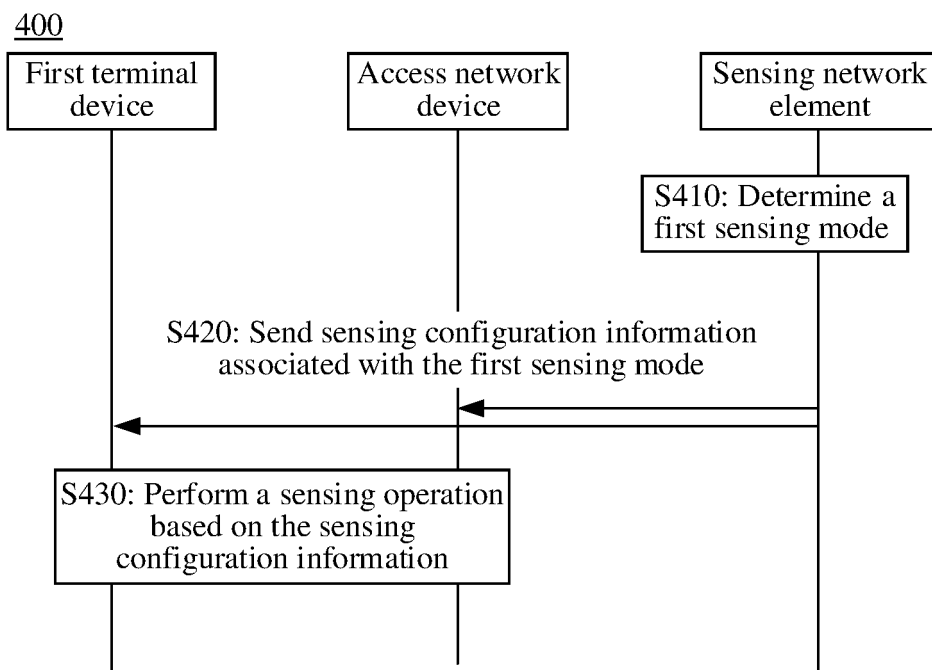 400
First terminal
device
Access network
device
Sensing network
element
S410: Determine a
first sensing mode
S420: Send sensing configuration information
associated with the first sensing mode
S430: Perform a sensing operation
based on the sensing
configuration information